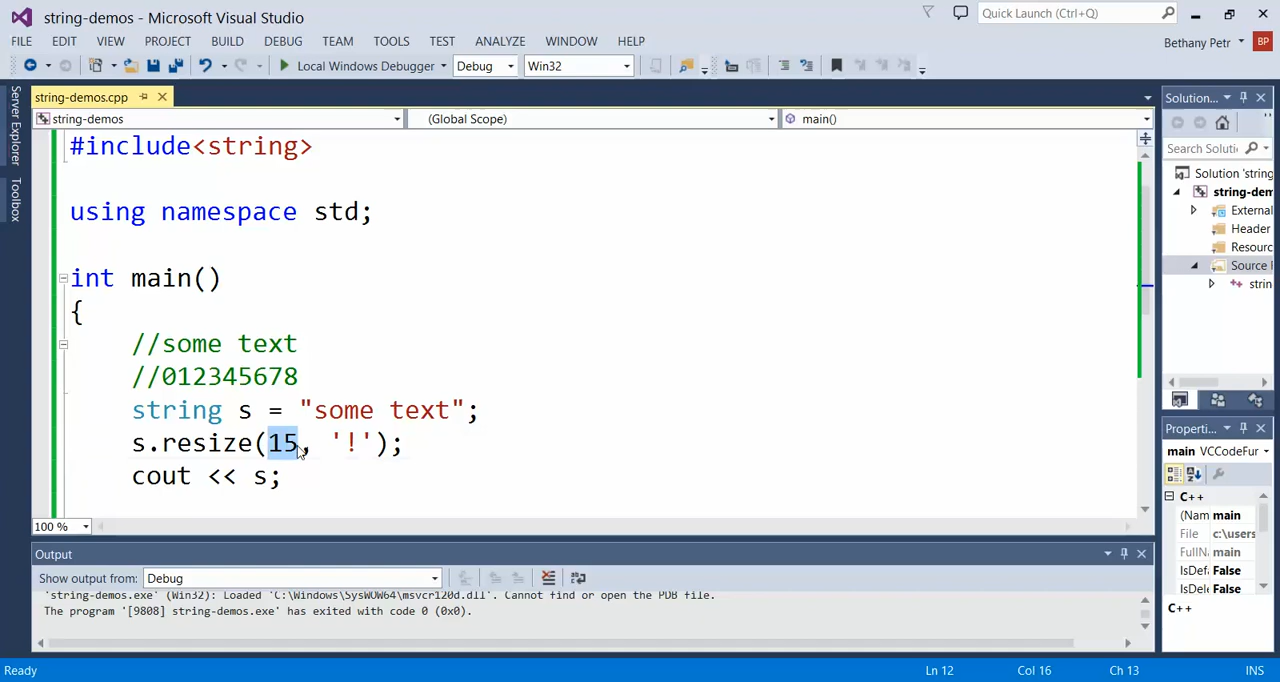 string-demos - Microsoft Visual Studio
Quick Launch (Ctrl+Q)
FILE EDIT VIEW PROJECT BUILD DEBUG TEAM TOOLS TEST ANALYZE WINDOW HELP
Bethany Petr BP
Local Windows Debugger Debug Win32
Server Explorer
Toolbox
string-demos.cpp
string-demos (Global Scope) main()
#include<string>
using namespace std;
int main()
{
//some text
//012345678
string s = "some text";
s.resize(15, '!');
cout << s;
100 %
Output
Show output from: Debug
'string-demos.exe' (Win32): Loaded 'C:\Windows\SysWOW64\msvcr120d.dll'. Cannot find or open the PDB file.
The program '[9808] string-demos.exe' has exited with code 0 (0x0).
Solution...
Search Soluti
Solution 'string
string-dem
External
Header
Resourc
Source F
strin
Properti...
main VCCodeFur
C++
(Nam main
File c:\users
FullN main
IsDef False
IsDele False
C++
Ready Ln 12 Col 16 Ch 13 INS